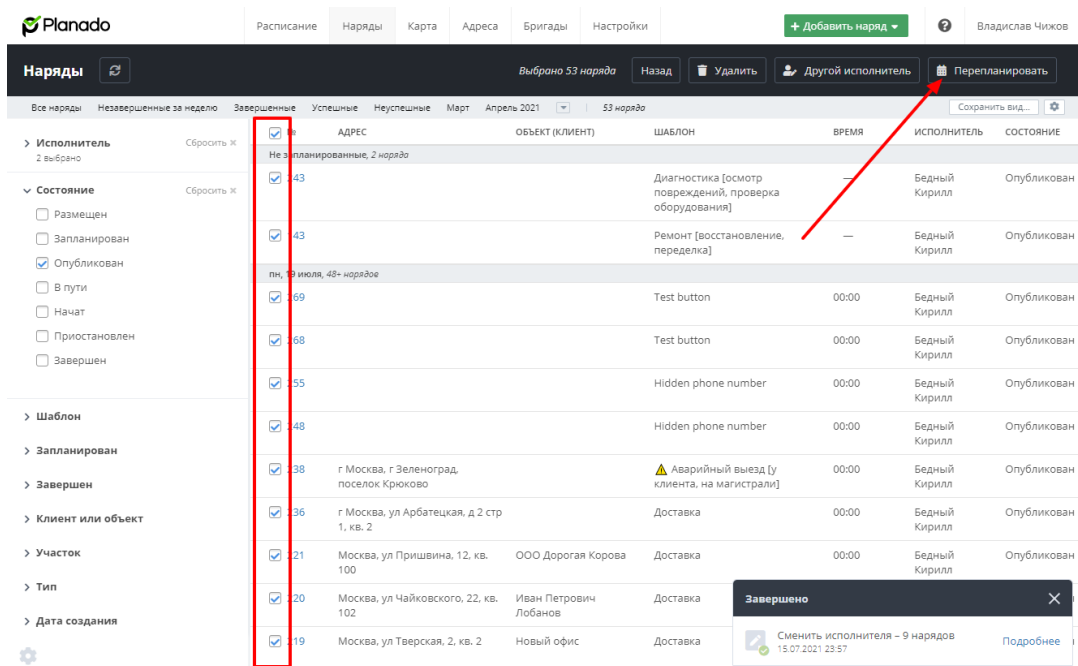 Planado
Расписание Наряды Карта Адреса Бригады Настройки + Добавить наряд Владислав Чижов
Наряды Выбрано 53 наряда Назад Удалить Другой исполнитель Перепланировать
Все наряды Незавершенные за неделю Завершенные Успешные Неуспешные Март Апрель 2021 53 наряда Сохранить вид...
Исполнитель Сбросить ×
2 выбрано
Состояние Сбросить ×
Размещен
Запланирован
Опубликован
В пути
Начат
Приостановлен
Завершен
Шаблон
Запланирован
Завершен
Клиент или объект
Участок
Тип
Дата создания
№ АДРЕС ОБЪЕКТ (КЛИЕНТ) ШАБЛОН ВРЕМЯ ИСПОЛНИТЕЛЬ СОСТОЯНИЕ
Не запланированные, 2 наряда
Диагностика [осмотр — Бедный Опубликован
повреждений, проверка Кирилл
оборудования]
Ремонт [восстановление, — Бедный Опубликован
переделка] Кирилл
пн, 19 июля, 48+ нарядов
Test button 00:00 Бедный Опубликован
Кирилл
Test button 00:00 Бедный Опубликован
Кирилл
Hidden phone number 00:00 Бедный Опубликован
Кирилл
Hidden phone number 00:00 Бедный Опубликован
Кирилл
г Москва, г Зеленоград, Аварийный выезд [у 00:00 Бедный Опубликован
поселок Крюково клиента, на магистрали] Кирилл
г Москва, ул Арбатецкая, д 2 стр Доставка 00:00 Бедный Опубликован
1, кв. 2 Кирилл
Москва, ул Пришвина, 12, кв. ООО Дорогая Корова Доставка 00:00 Бедный Опубликован
100 Кирилл
Москва, ул Чайковского, 22, кв. Иван Петрович Доставка
102 Лобанов
Москва, ул Тверская, 2, кв. 2 Новый офис Доставка
Завершено
Сменить исполнителя – 9 нарядов Подробнее
15.07.2021 23:57